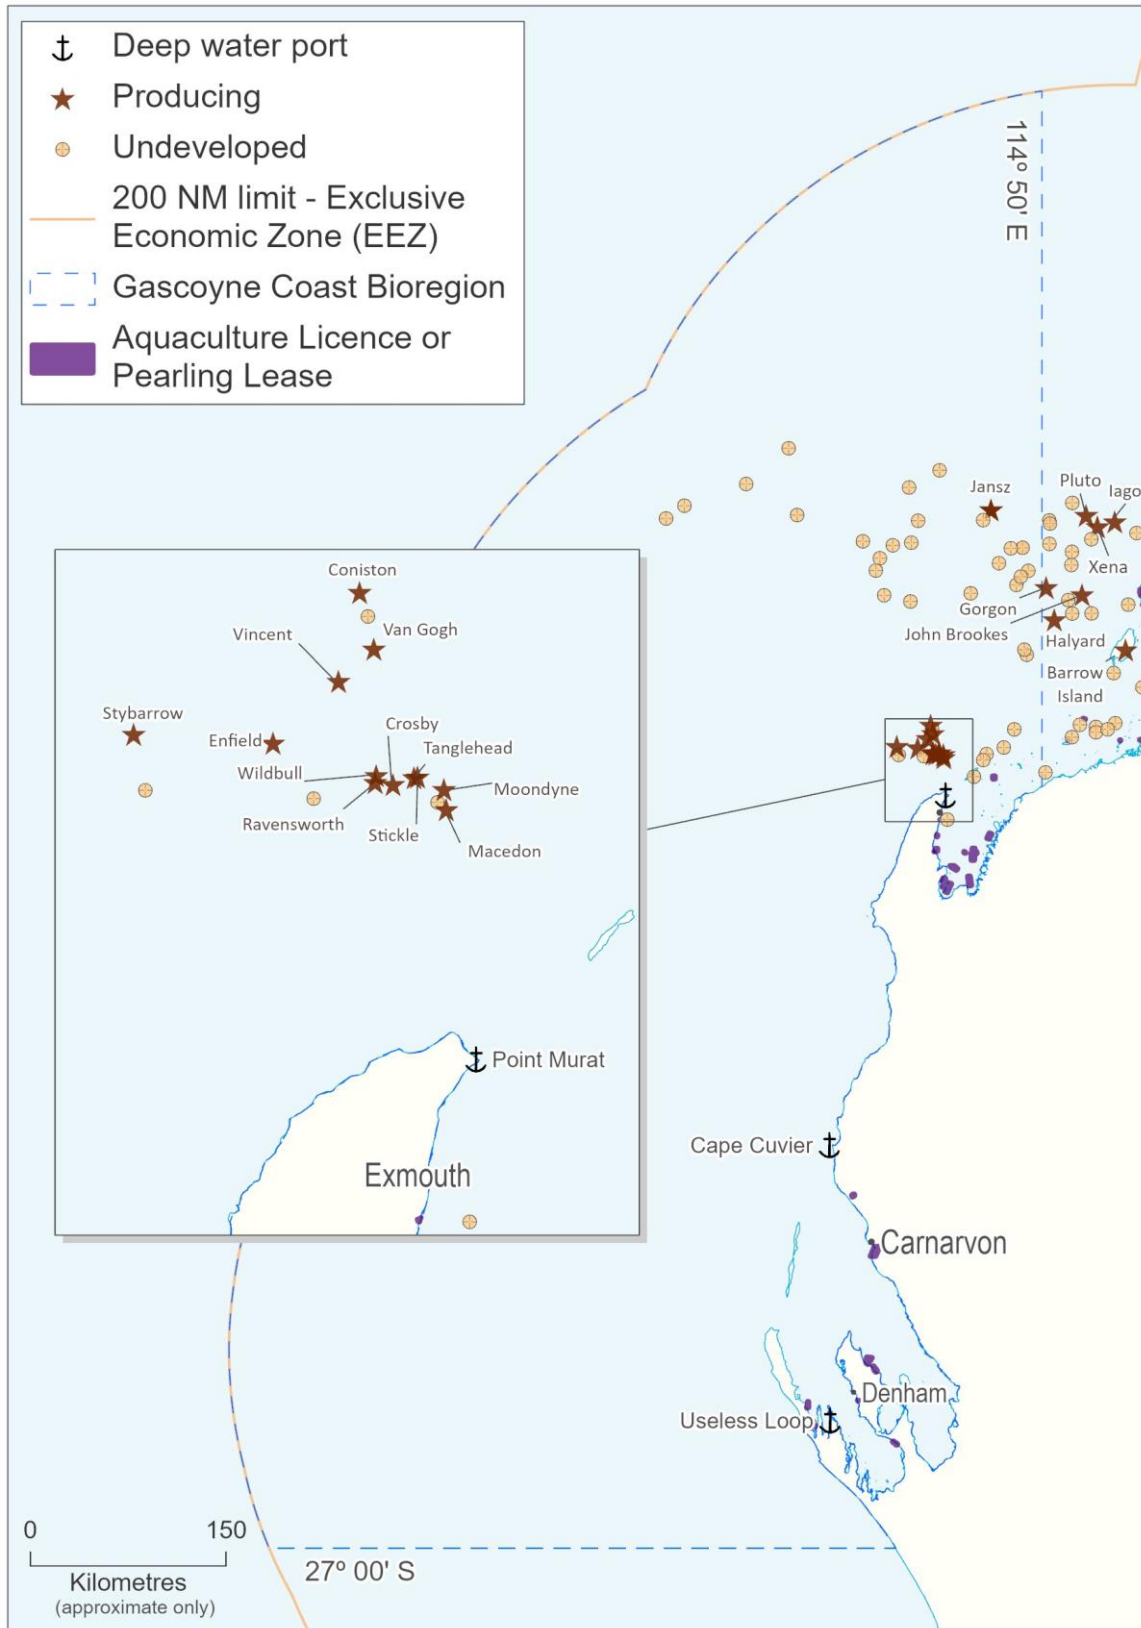 Deep water port
Producing
Undeveloped
200 NM limit - Exclusive
Economic Zone (EEZ)
Gascoyne Coast Bioregion
Aquaculture Licence or
Pearling Lease
114º 50' E
Jansz
Pluto
Iago
Xena
Gorgon
John Brookes
Halyard
Barrow
Island
Coniston
Van Gogh
Vincent
Stybarrow
Enfield
Crosby
Tanglehead
Wildbull
Moondyne
Ravensworth
Stickle
Macedon
Point Murat
Exmouth
Cape Cuvier
Carnarvon
Denham
Useless Loop
27º 00' S
0 150
Kilometres
(approximate only)